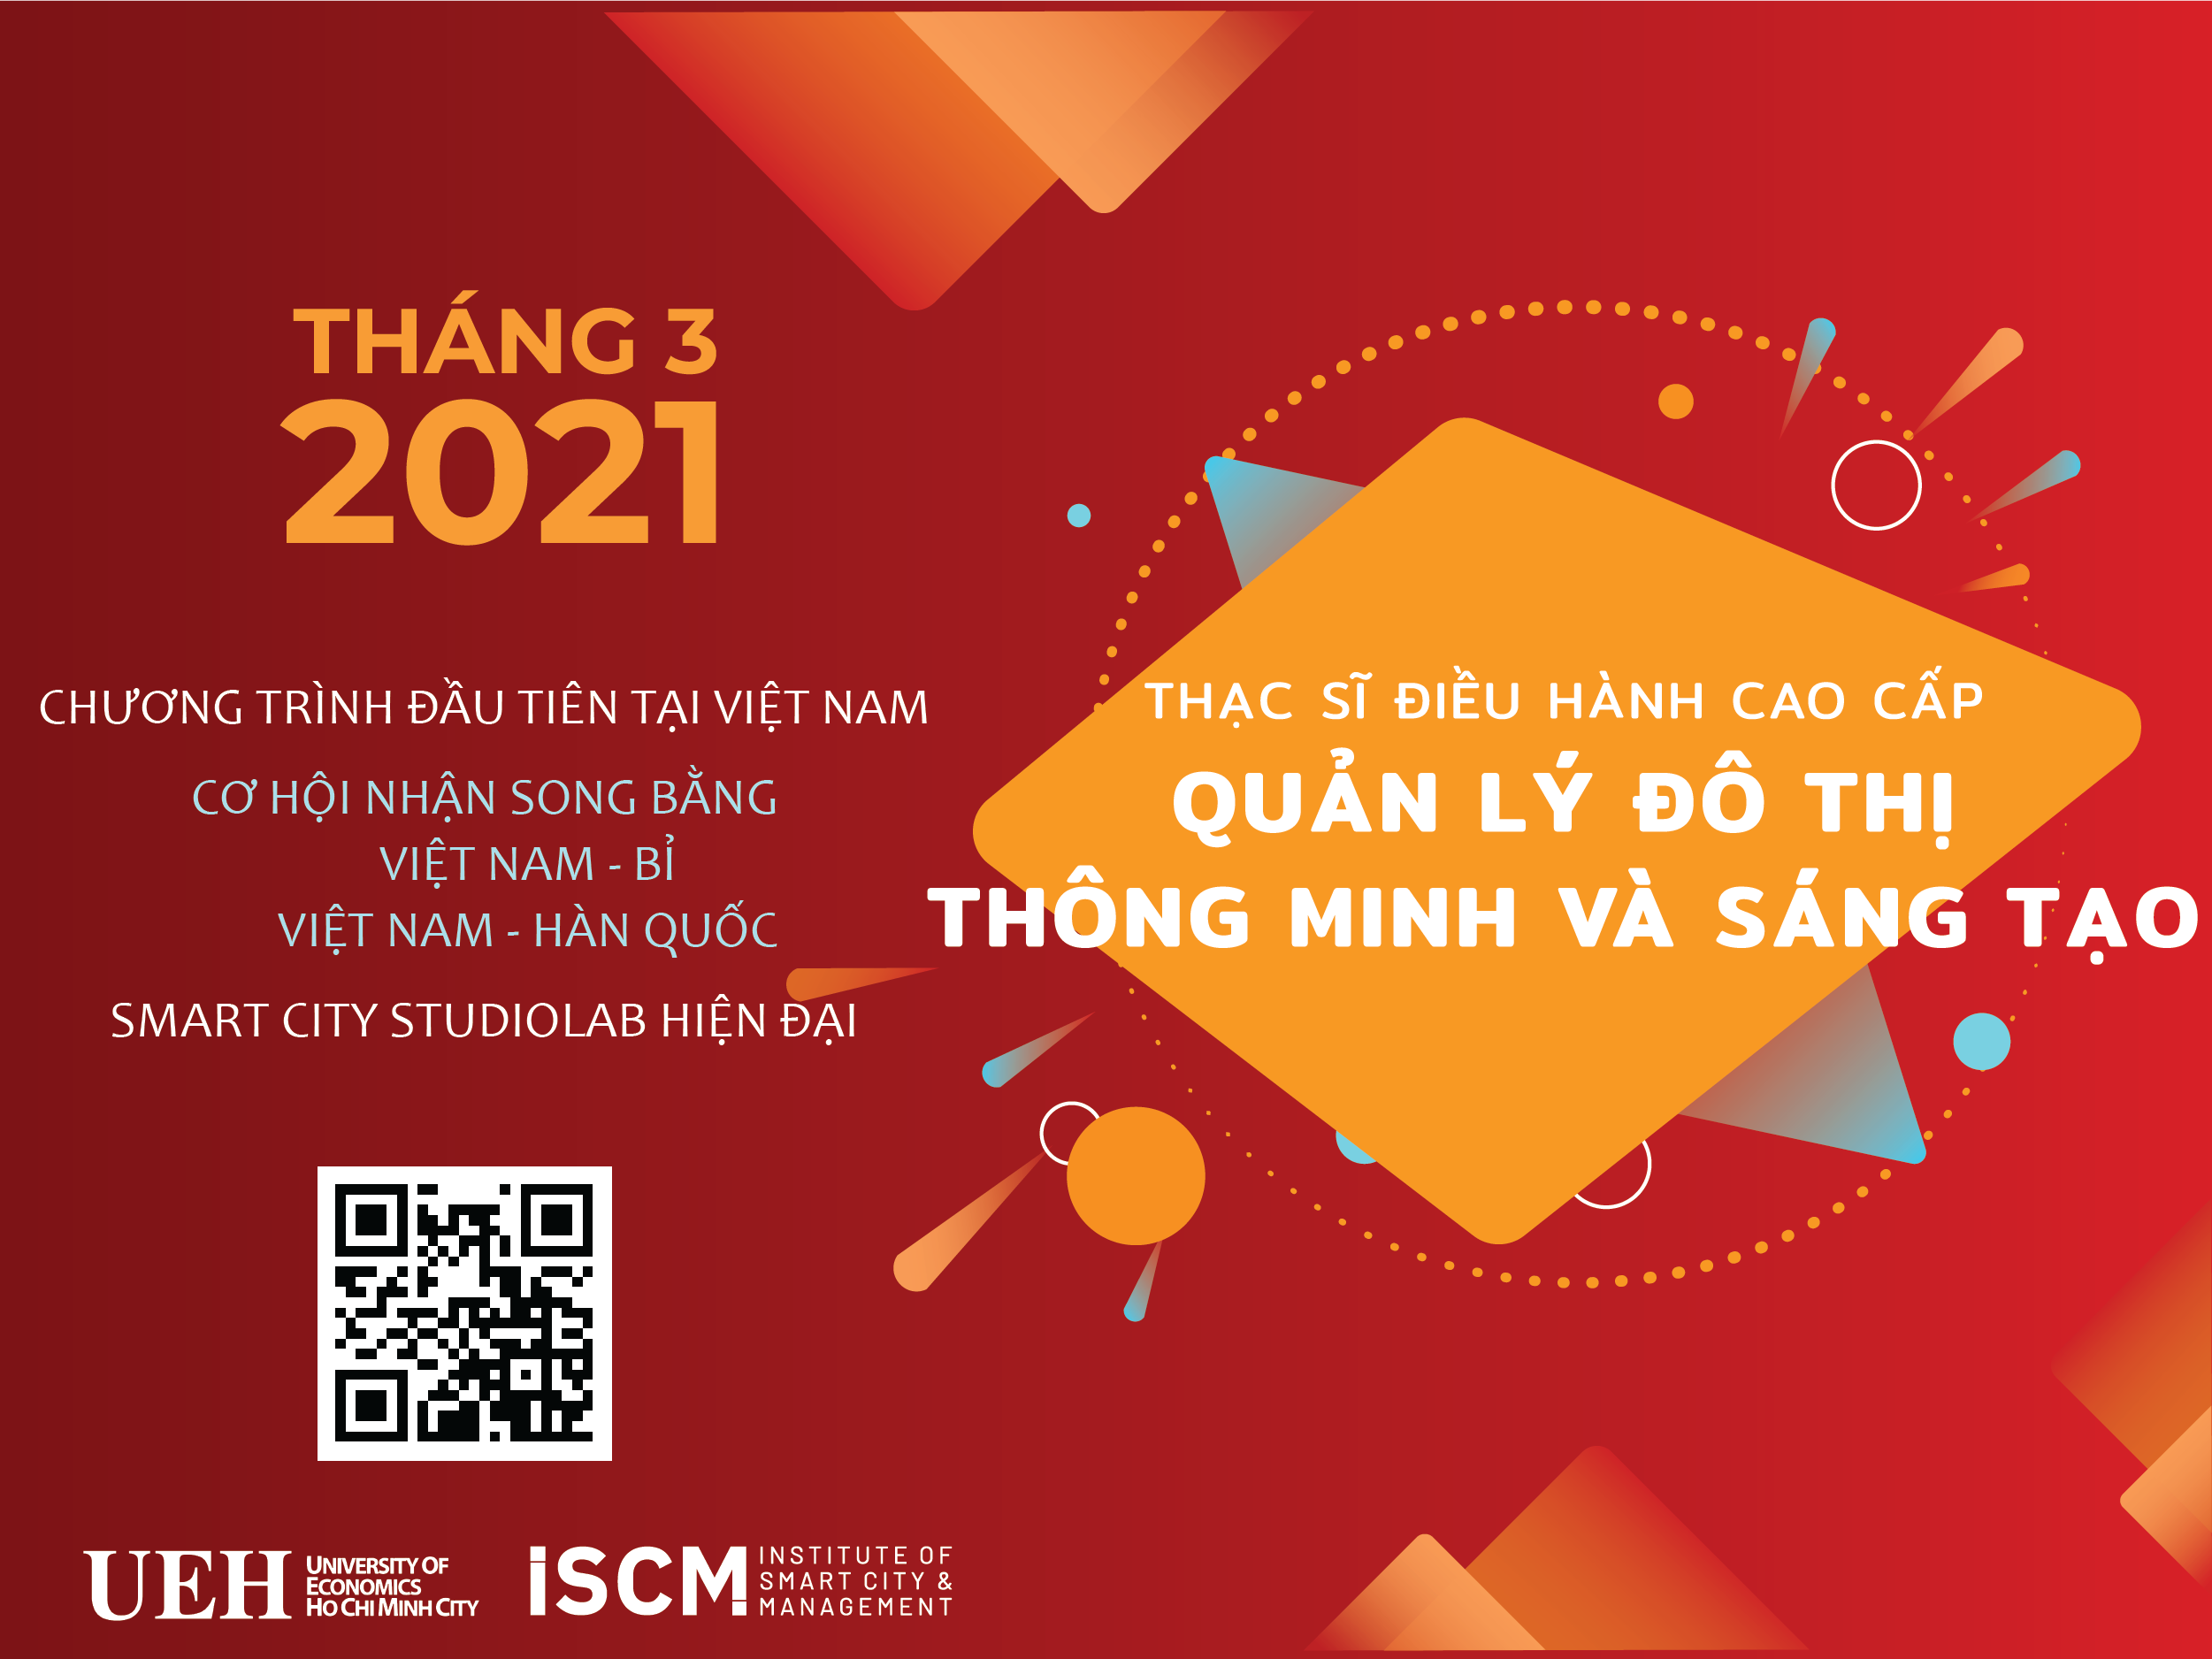 THÁNG 3
2021
CHƯƠNG TRÌNH ĐẦU TIÊN TẠI VIỆT NAM
CƠ HỘI NHẬN SONG BẰNG
VIỆT NAM - BỈ
VIỆT NAM - HÀN QUỐC
SMART CITY STUDIOLAB HIỆN ĐẠI
THẠC SĨ ĐIỀU HÀNH CAO CẤP
QUẢN LÝ ĐÔ THỊ
THÔNG MINH VÀ SÁNG TẠO
UEH
UNIVERSITY OF
ECONOMICS
HO CHI MINH CITY
iSCM
INSTITUTE OF
SMART CITY &
MANAGEMENT